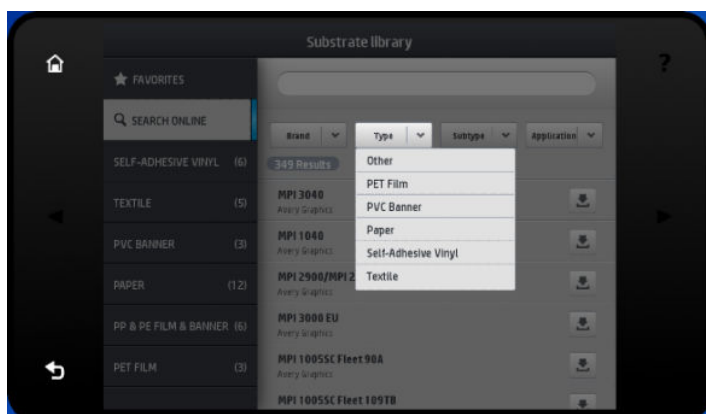 Substrate library
?
FAVORITES
SEARCH ONLINE
SELF-ADHESIVE VINYL (6)
TEXTILE (5)
PVC BANNER (3)
PAPER (12)
PP & PE FILM & BANNER (6)
PET FILM (3)
Brand
Type
Subtype
Application
349 Results
Other
PET Film
PVC Banner
Paper
Self-Adhesive Vinyl
Textile
MPI 3040
Avery Graphics
MPI 1040
Avery Graphics
MPI 2900/MPI 2
Avery Graphics
MPI 3000 EU
Avery Graphics
MPI 1005SC Fleet 90A
Avery Graphics
MPI 1005SC Fleet 109TB